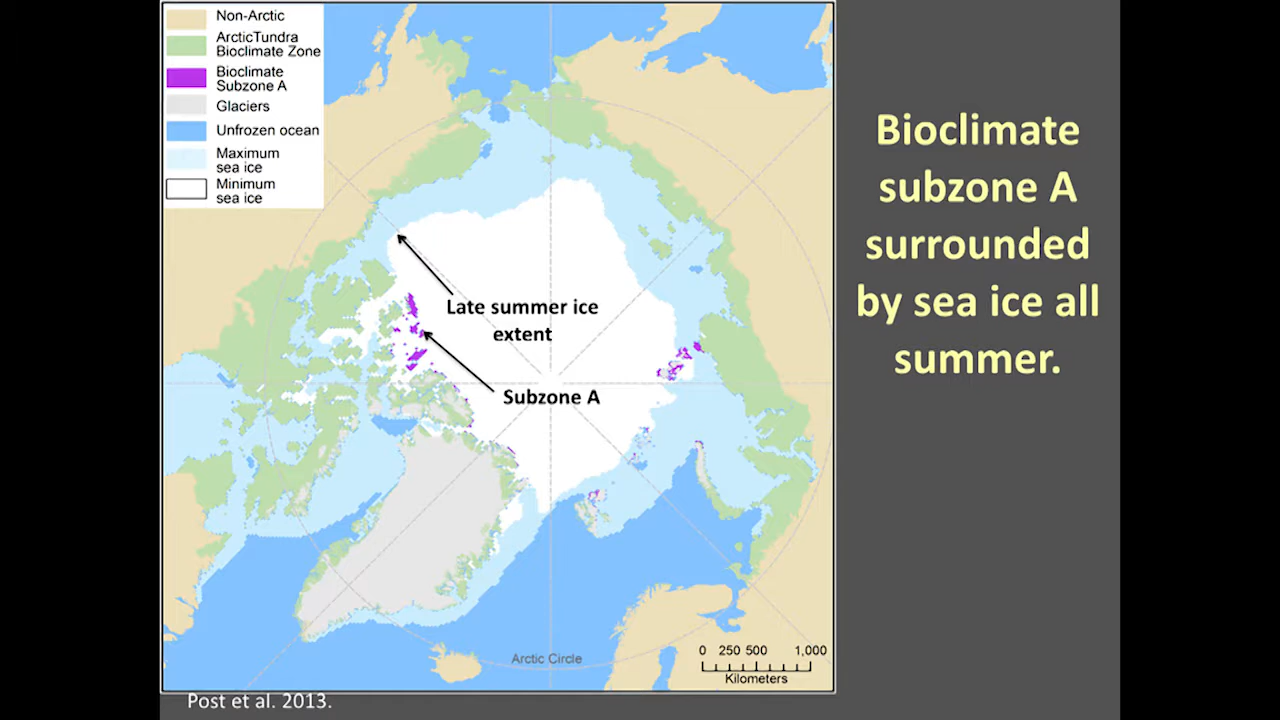 Non-Arctic
ArcticTundra
Bioclimate Zone
Bioclimate
Subzone A
Glaciers
Unfrozen ocean
Maximum
sea ice
Minimum
sea ice
Late summer ice
extent
Subzone A
Arctic Circle
0 250 500 1,000
Kilometers
Post et al. 2013.
Bioclimate
subzone A
surrounded
by sea ice all
summer.